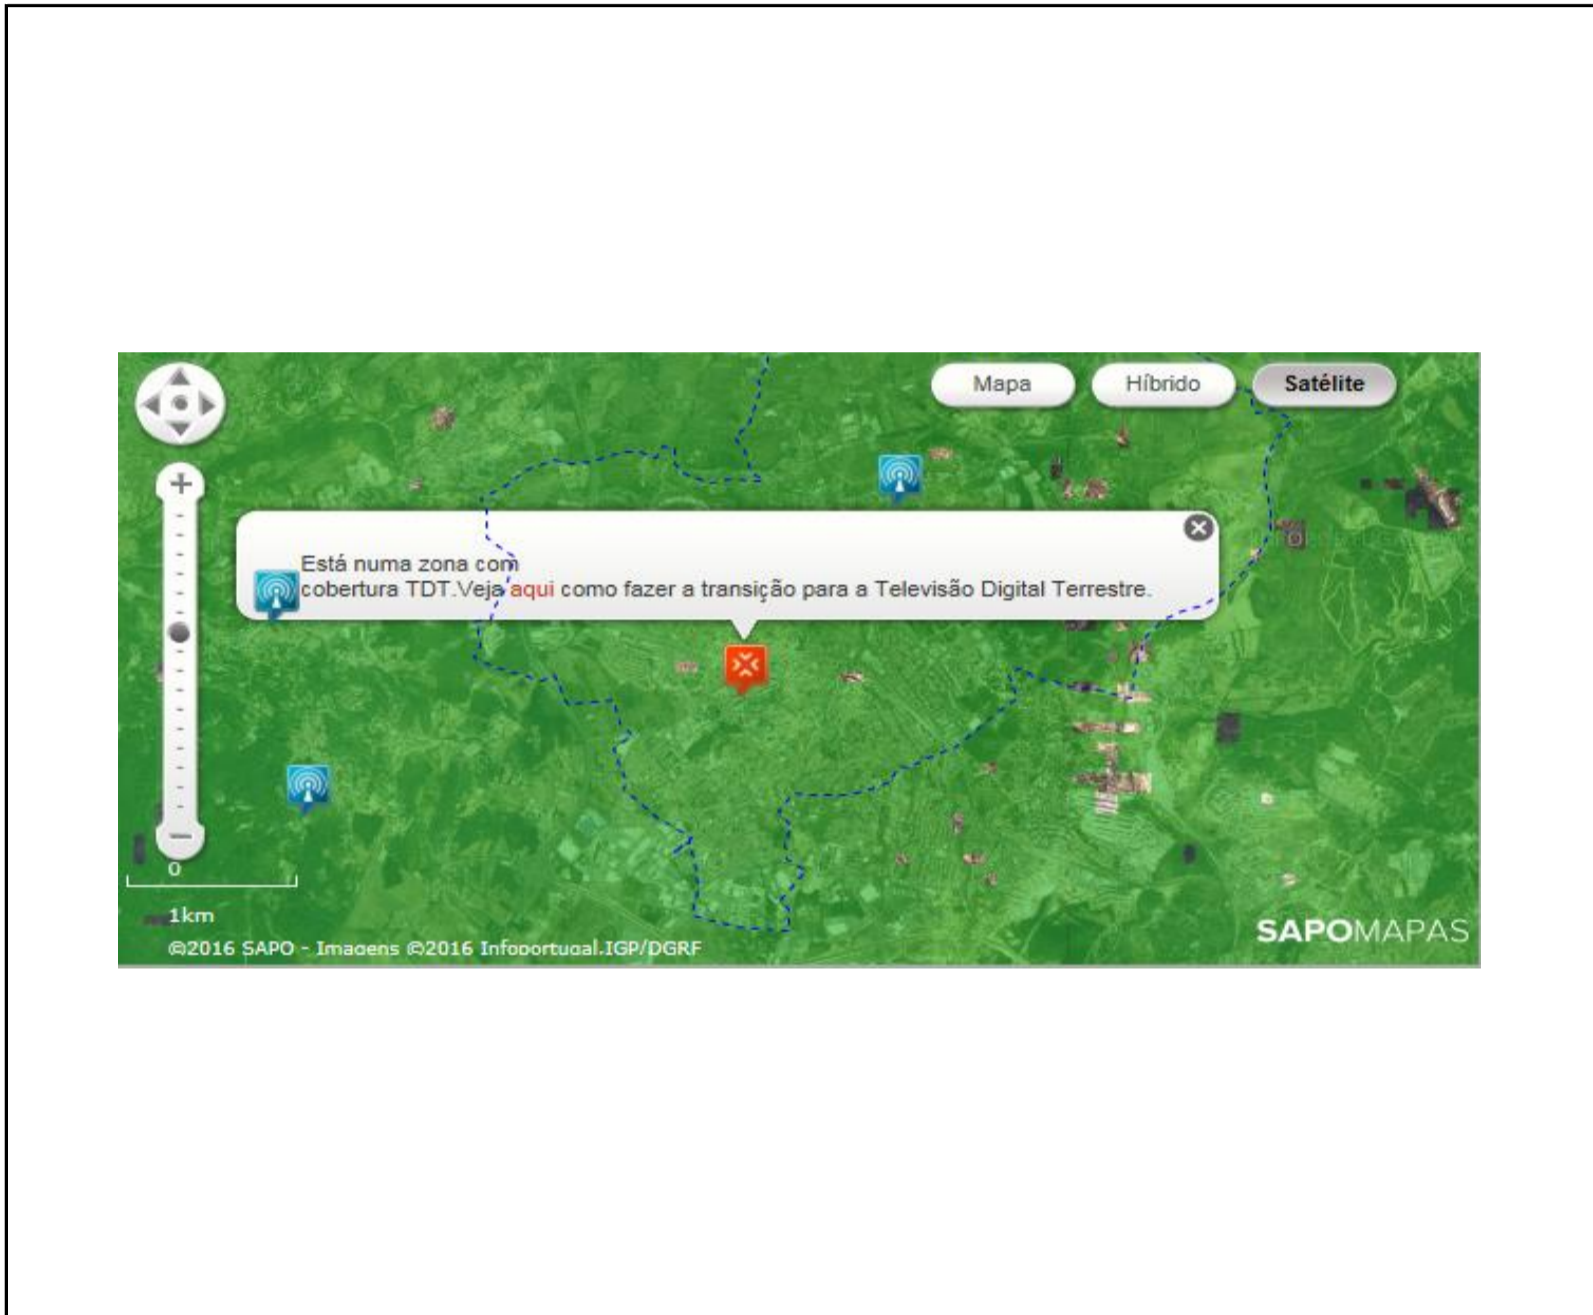 Mapa
Híbrido
Satélite
Está numa zona com
cobertura TDT.Veja aqui como fazer a transição para a Televisão Digital Terrestre.
0
1km
©2016 SAPO - Imagens ©2016 Infoportugal,IGP/DGRF
SAPOMAPAS